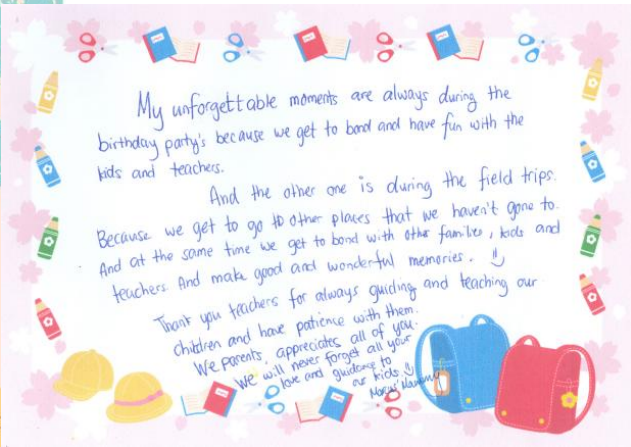 My unforgettable moments are always during the
birthday party's because we get to bond and have fun with the
kids and teachers.
And the other one is during the field trips.
Because we get to go to other places that we haven't gone to.
And at the same time we get to bond with other families, kids and
teachers. And make good and wonderful memories.
Thank you teachers for always guiding and teaching our
children and have patience with them.
We parents, appreciates all of you.
We will never forget all your
love and guidance to
our kids